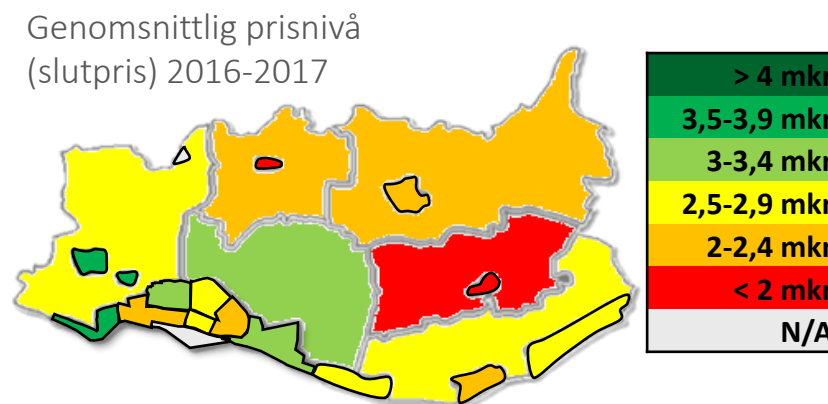 Genomsnittlig prisnivå
(slutpris) 2016-2017
> 4 mkr
3,5-3,9 mkr
3-3,4 mkr
2,5-2,9 mkr
2-2,4 mkr
< 2 mkr
N/A